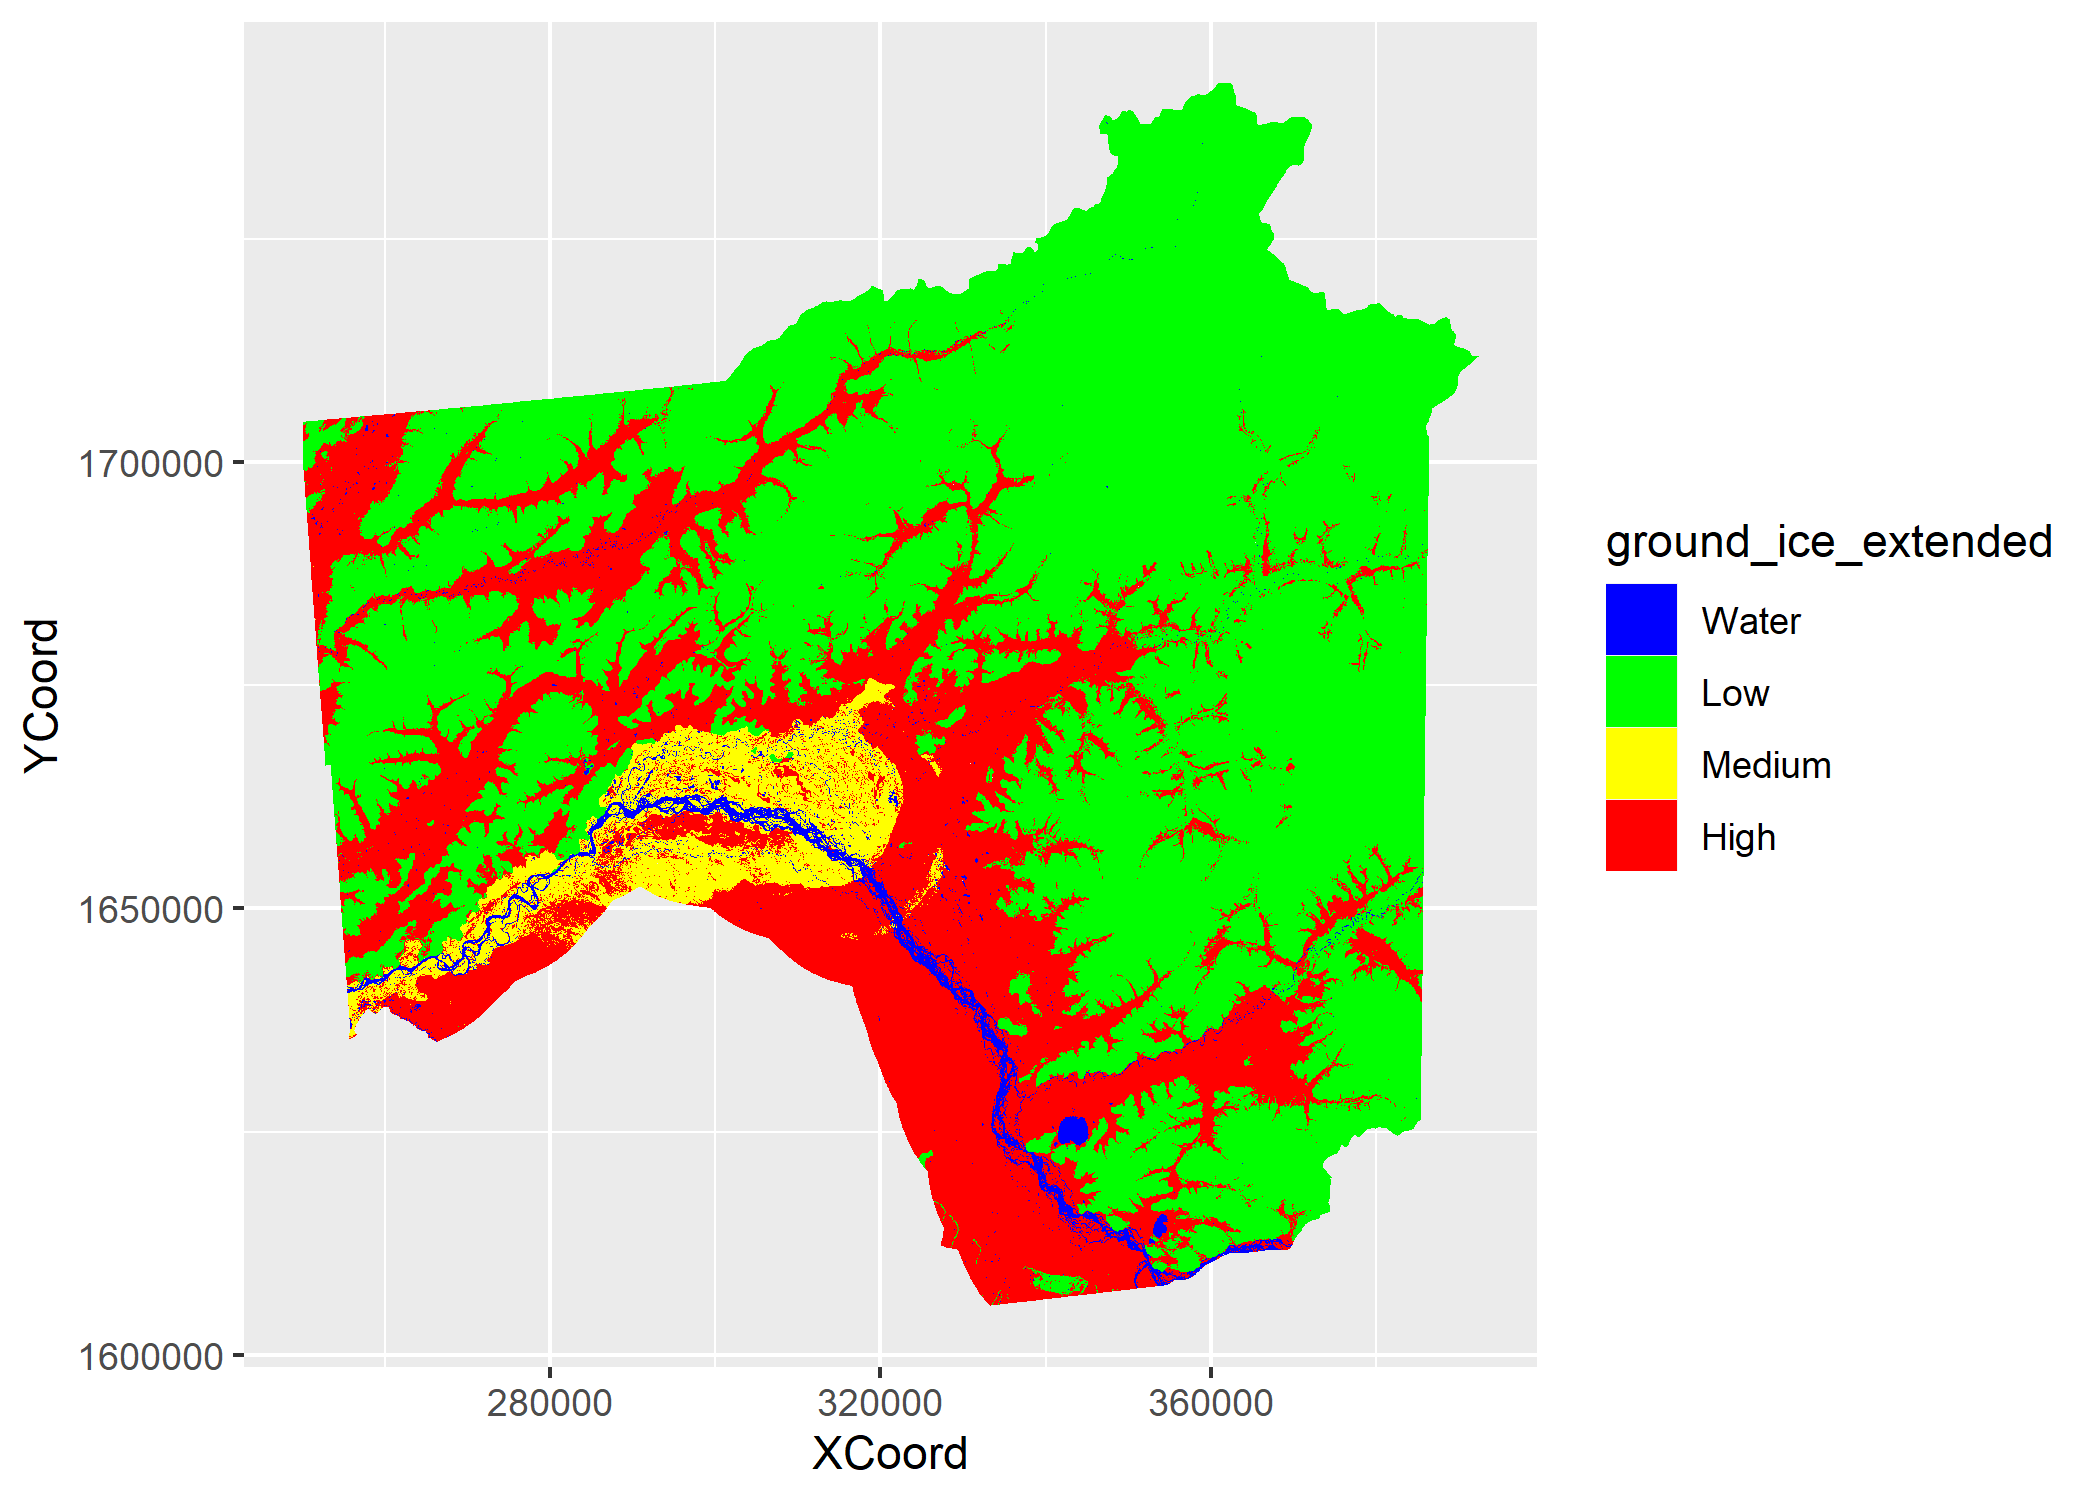 YCoord
1700000
1650000
1600000
280000 320000 360000
XCoord
ground_ice_extended
Water
Low
Medium
High